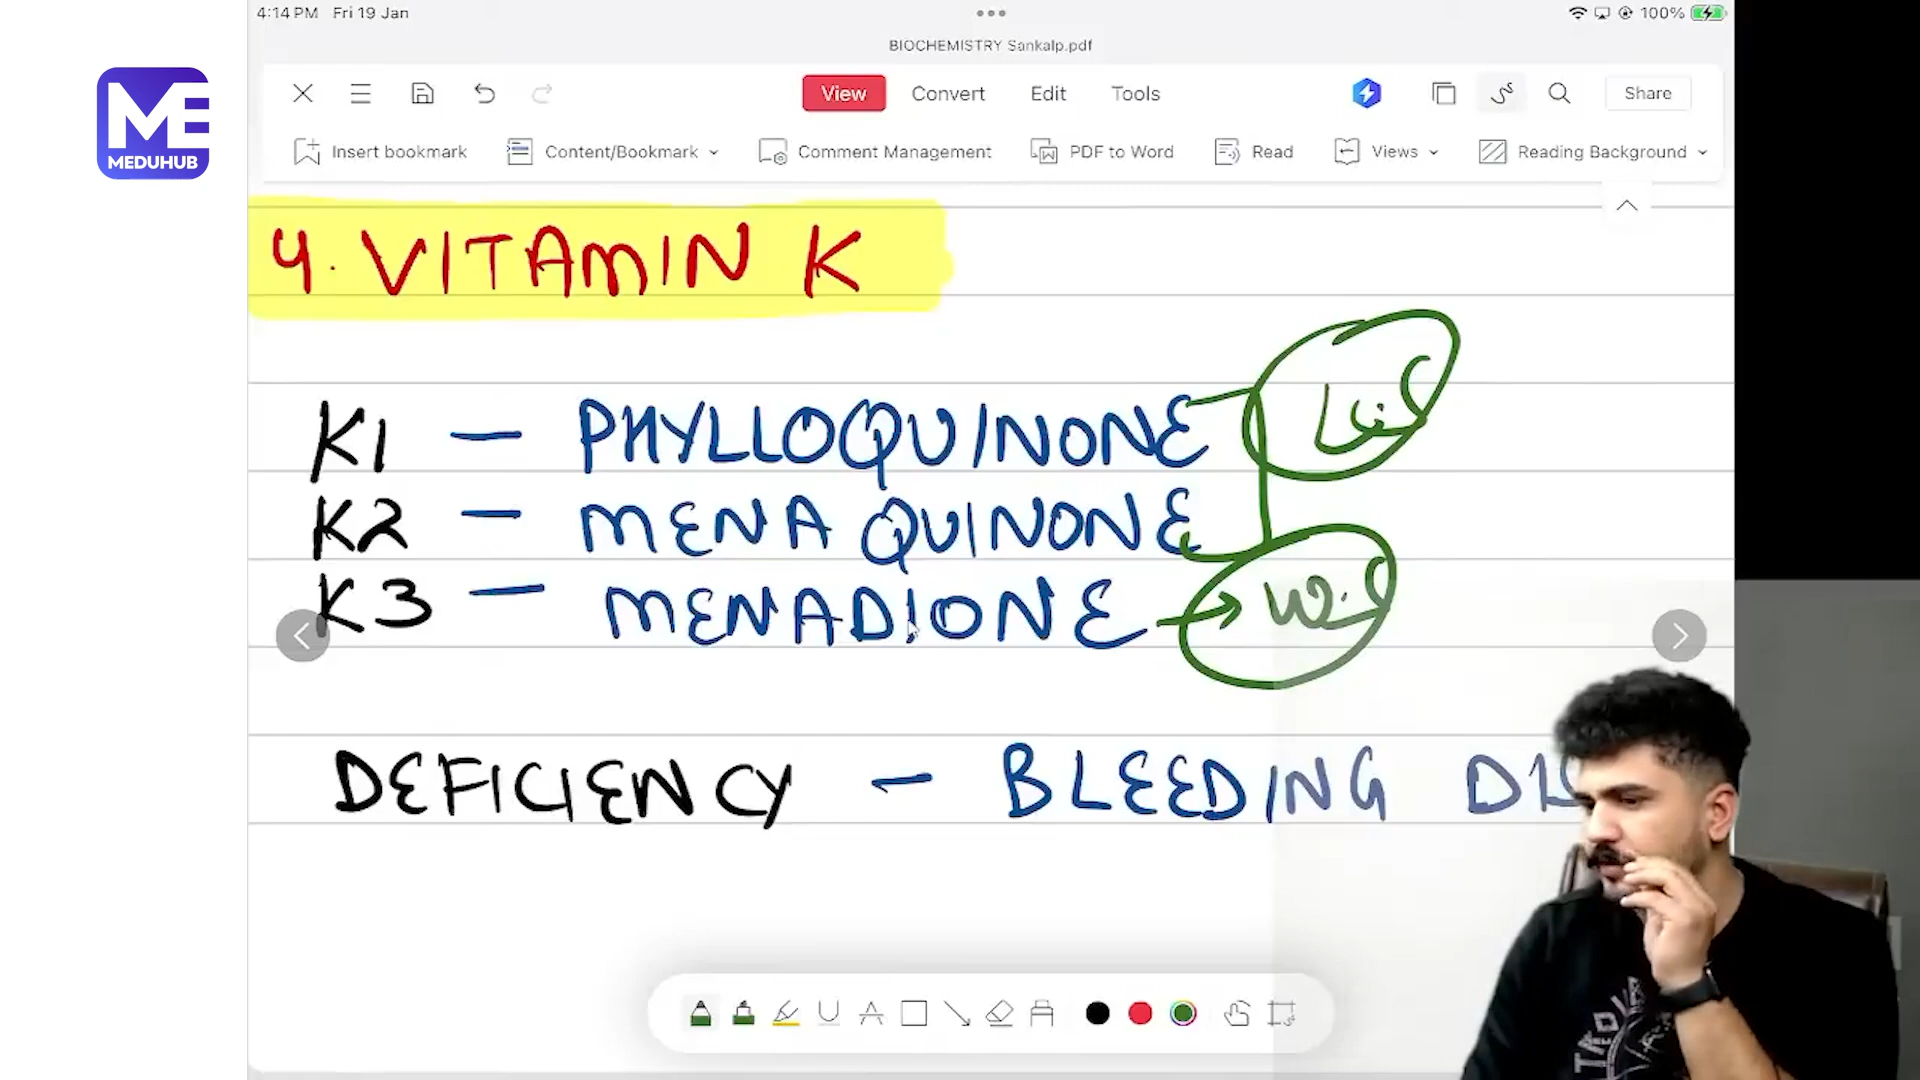 4:14 PM Fri 19 Jan
100%
BIOCHEMISTRY Sankalp.pdf
ME
MEDUHUB
View Convert Edit Tools
Share
Insert bookmark Content/Bookmark Comment Management PDF to Word Read Views Reading Background
4. VITAMIN K
K1 — PHYLLOQUINONE
K2 — MENAQUINONE
K3 — MENADIONE
DEFICIENCY — BLEEDING